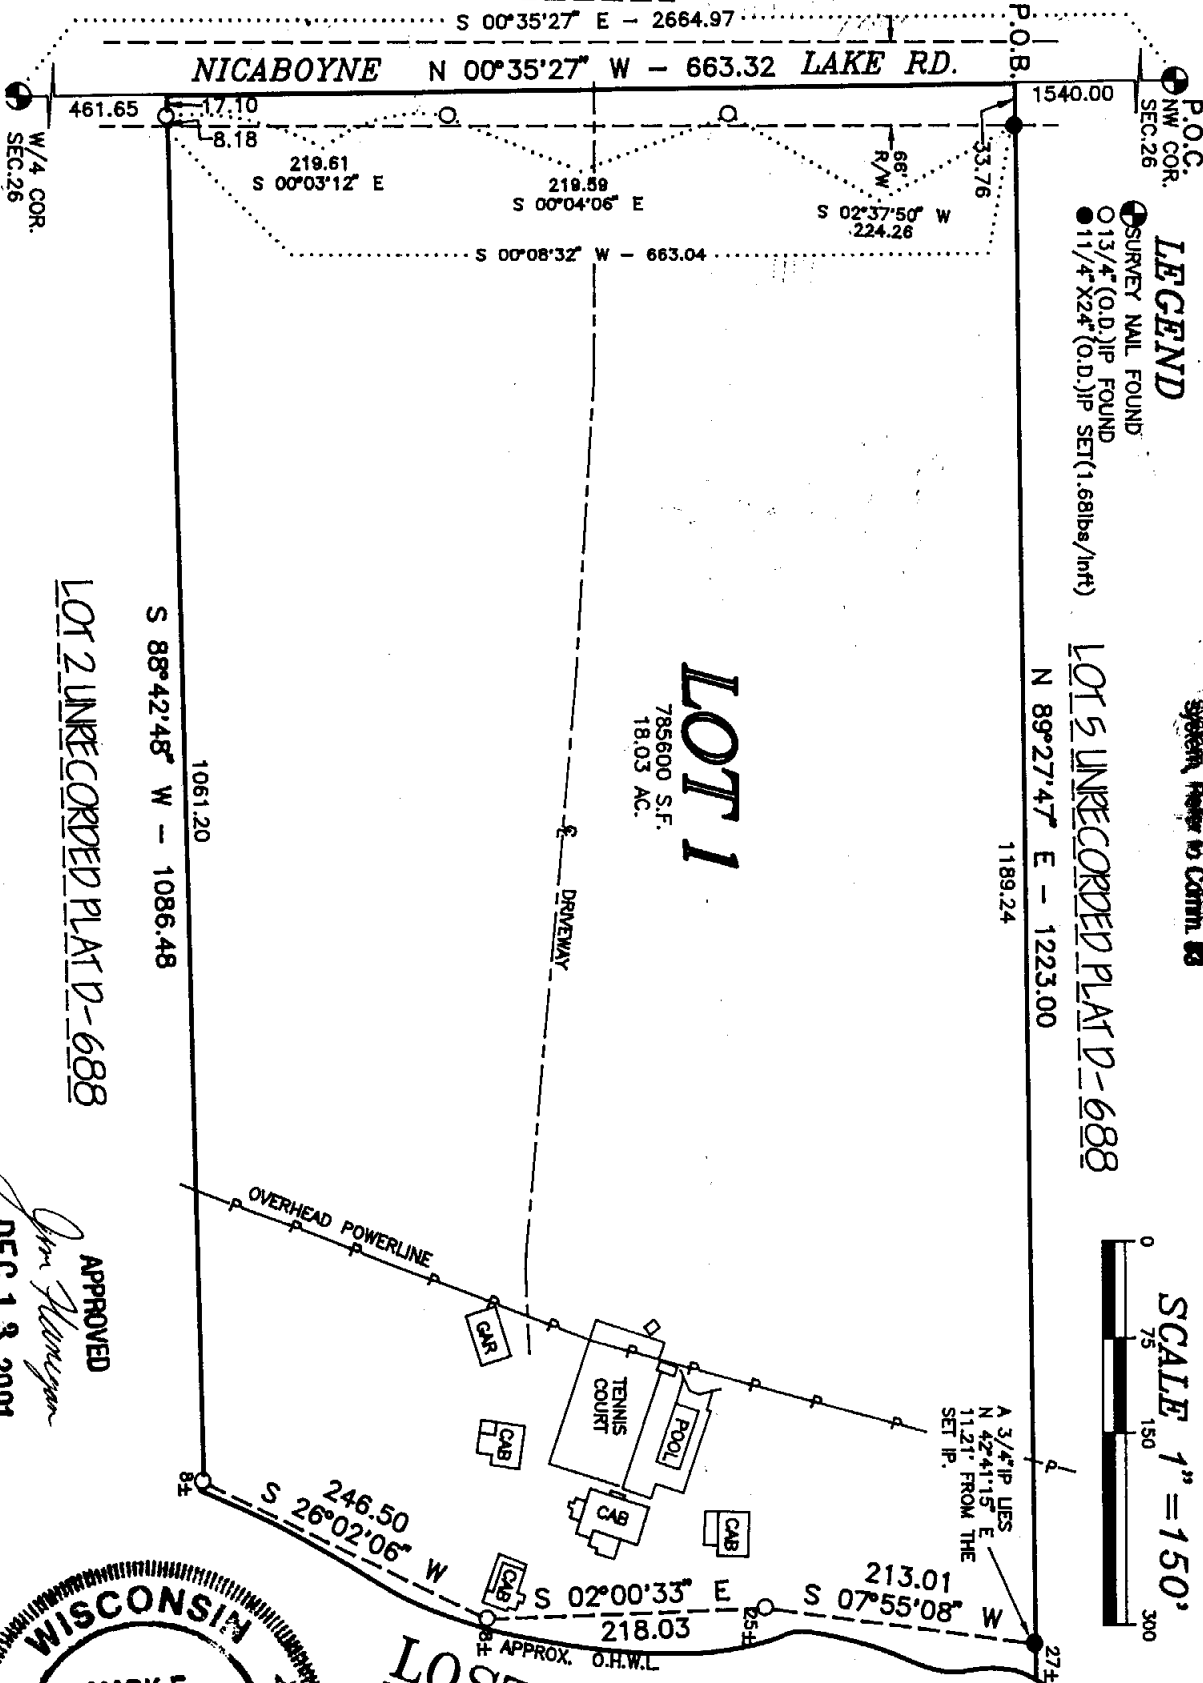 S 00°35'27" E - 2664.97
NICABOYNE N 00°35'27" W - 663.32 LAKE RD.
P.O.B.
1540.00
P.O.C.
NW COR.
SEC.26
461.65
17.10
8.18
W/4 COR.
SEC.26
219.61
S 00°03'12" E
219.59
S 00°04'06" E
66'
R/W
33.76
S 02°37'50" W
224.26
S 00°08'32" W - 663.04
LEGEND
SURVEY NAIL FOUND
13/4"(O.D.)IP FOUND
11/4"X24"(O.D.)IP SET(1.68lbs/lnft)
LOT 5 UNRECORDED PLAT D-688
N 89°27'47" E - 1223.00
1189.24
LOT 1
785600 S.F.
18.03 AC.
DRIVEWAY
1061.20
S 88°42'48" W - 1086.48
LOT 2 UNRECORDED PLAT D-688
OVERHEAD POWERLINE
P P P P P P P P P P P P
GAR
TENNIS
COURT
POOL
CAB
CAB
CAB
CAB
SCALE 1"=150'
0 75 150 300
A 3/4"IP LIES
N 42°41'15" E
11.21' FROM THE
SET IP.
213.01
S 07°55'08" W
27±
S 02°00'33" E
218.03
246.50
S 26°02'06" W
8±
APPROX. O.H.W.L.
APPROVED
WISCONSIN